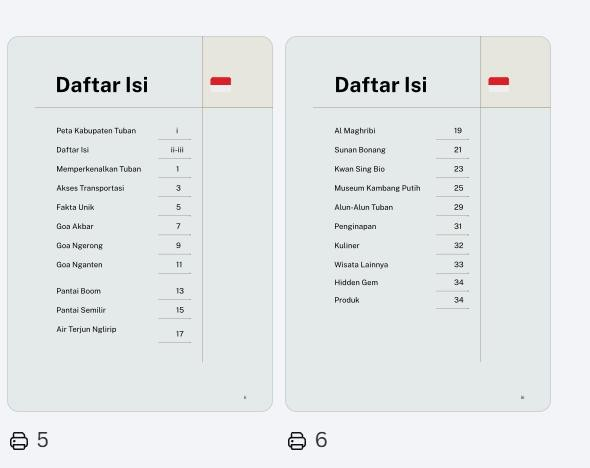 Daftar Isi
Peta Kabupaten Tuban i
Daftar Isi ii-iii
Memperkenalkan Tuban 1
Akses Transportasi 3
Fakta Unik 5
Goa Akbar 7
Goa Ngerong 9
Goa Nganten 11
Pantai Boom 13
Pantai Semilir 15
Air Terjun Nglirip 17
5
Daftar Isi
Al Maghribi 19
Sunan Bonang 21
Kwan Sing Bio 23
Museum Kambang Putih 25
Alun-Alun Tuban 29
Penginapan 31
Kuliner 32
Wisata Lainnya 33
Hidden Gem 34
Produk 34
6